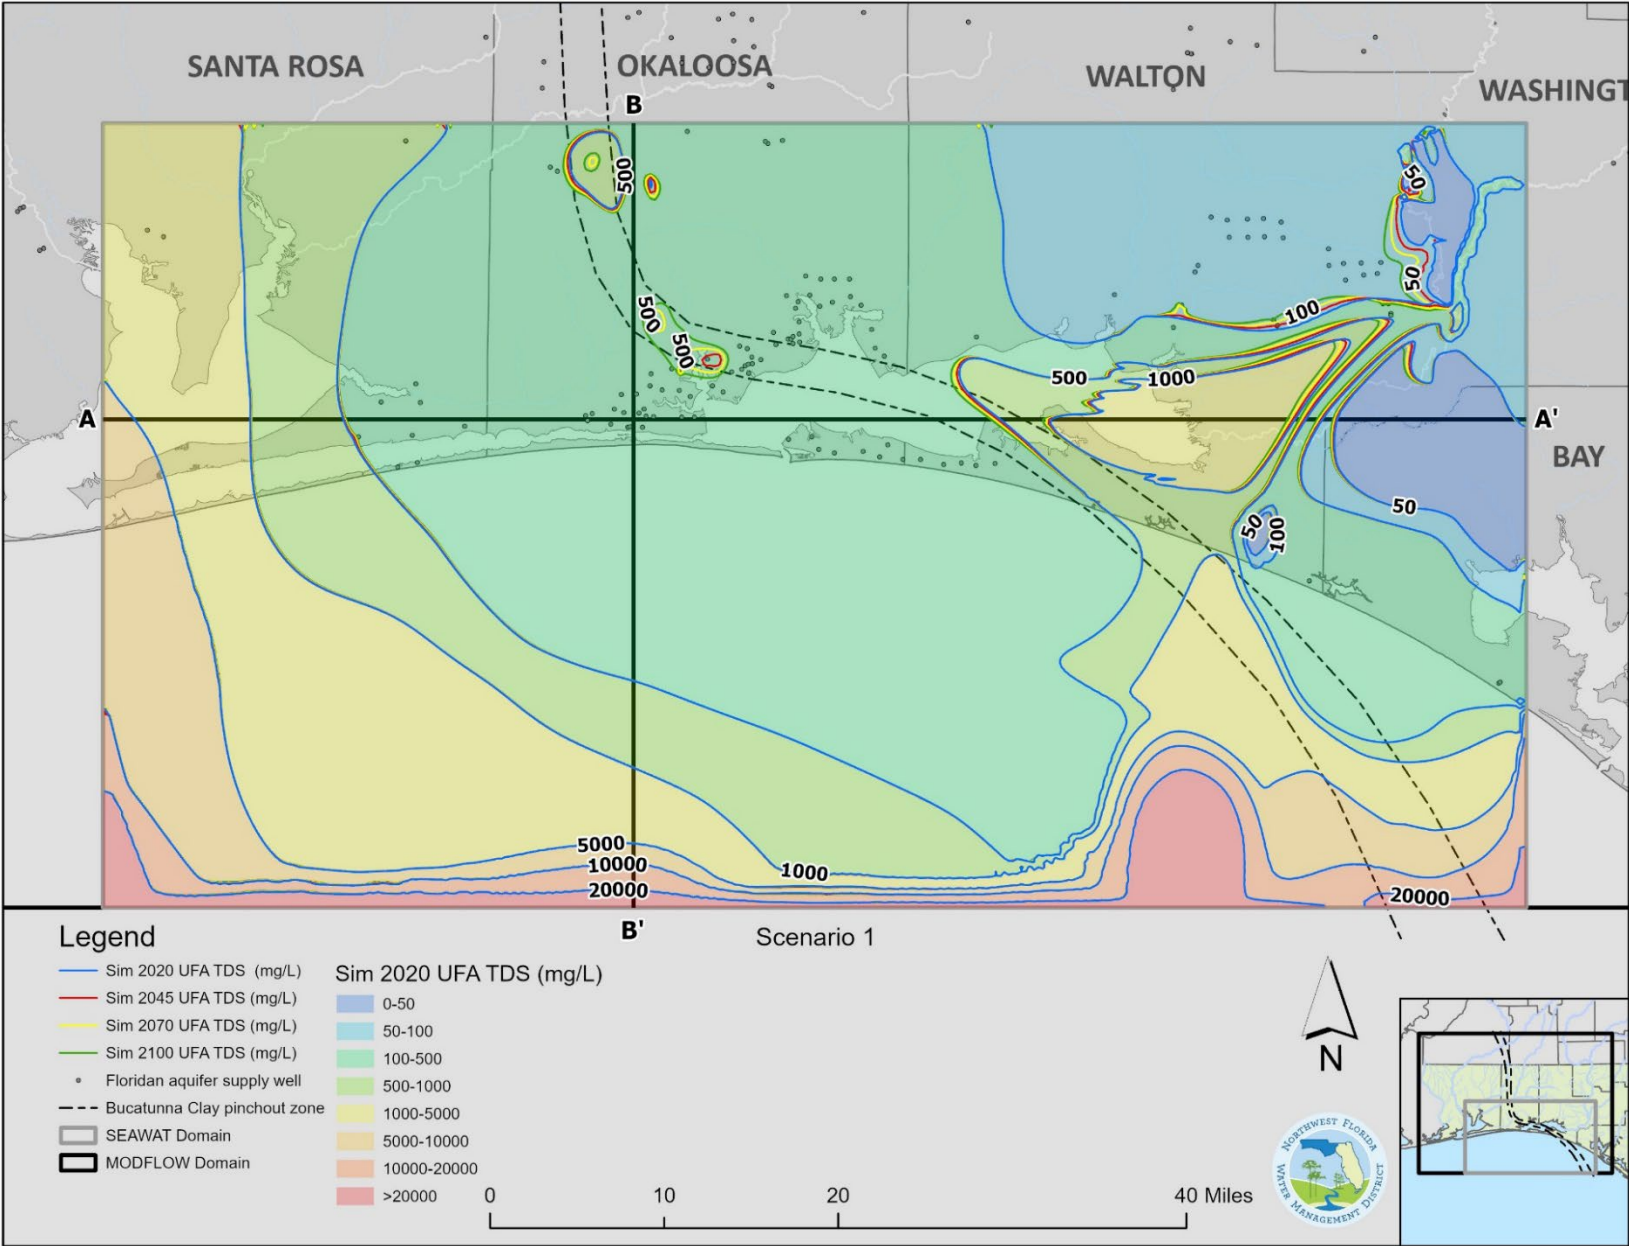 SANTA ROSA
OKALOOSA
WALTON
WASHINGT
B
500
50
500
50
100
500
500
1000
A
A'
BAY
50
50
100
5000
10000
1000
20000
20000
B'
Scenario 1
Legend
Sim 2020 UFA TDS (mg/L)
Sim 2045 UFA TDS (mg/L)
Sim 2070 UFA TDS (mg/L)
Sim 2100 UFA TDS (mg/L)
Floridan aquifer supply well
Bucatunna Clay pinchout zone
SEAWAT Domain
MODFLOW Domain
Sim 2020 UFA TDS (mg/L)
0-50
50-100
100-500
500-1000
1000-5000
5000-10000
10000-20000
>20000
0 10 20 40 Miles
N
NORTHWEST FLORIDA
WATER MANAGEMENT DISTRICT